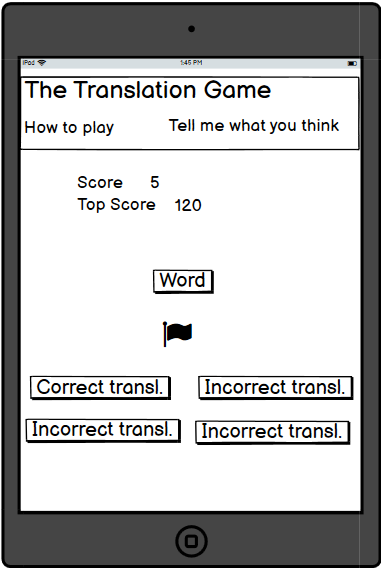 iPad 1:45 PM
The Translation Game
How to play Tell me what you think
Score 5
Top Score 120
Word
Correct transl. Incorrect transl.
Incorrect transl. Incorrect transl.